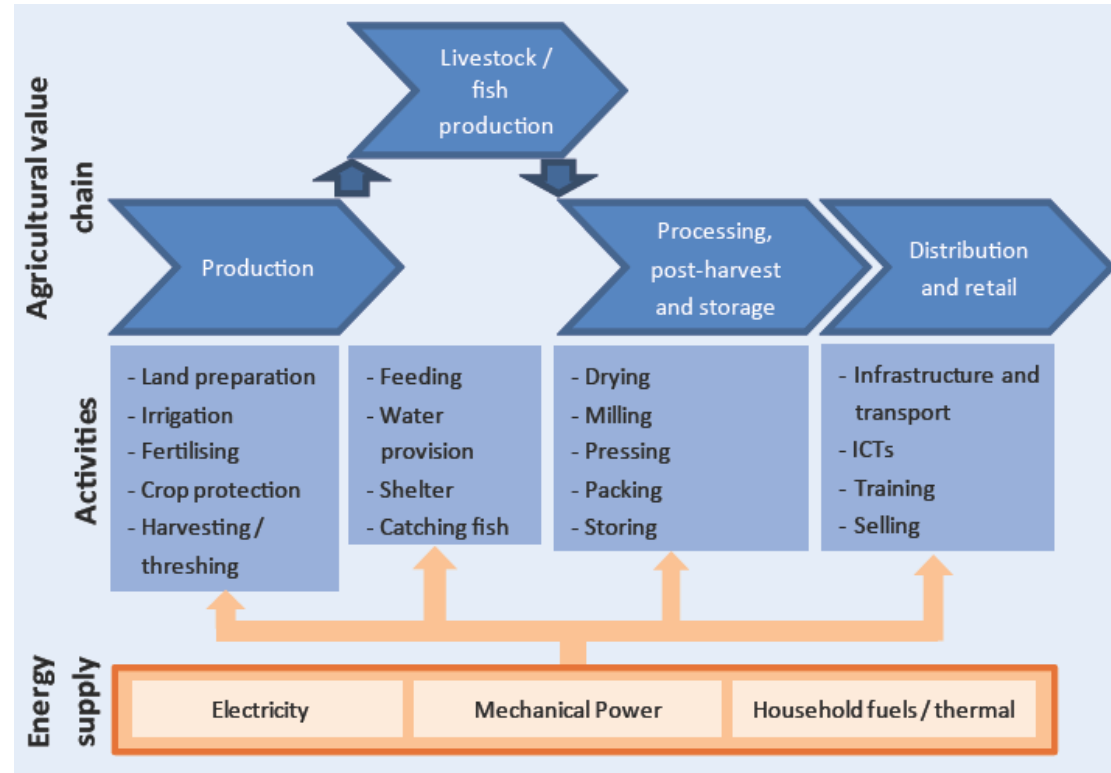 Agricultural value
chain
Livestock /
fish
production
Production
Processing,
post-harvest
and storage
Distribution
and retail
Activities
- Land preparation
- Irrigation
- Fertilising
- Crop protection
- Harvesting /
threshing
- Feeding
- Water
provision
- Shelter
- Catching fish
- Drying
- Milling
- Pressing
- Packing
- Storing
- Infrastructure and
transport
- ICTs
- Training
- Selling
Energy
supply
Electricity
Mechanical Power
Household fuels / thermal